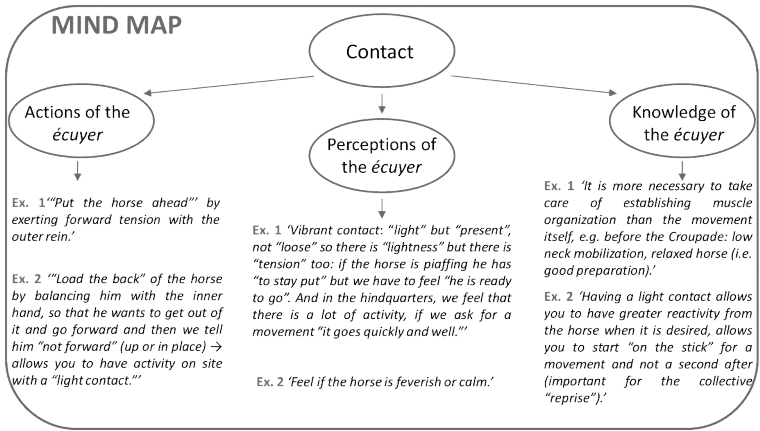 MIND MAP
Contact
Actions of the
écuyer
Ex. 1‘“Put the horse ahead”’ by
exerting forward tension with the
outer rein.’
Ex. 2 ‘“Load the back” of the horse
by balancing him with the inner
hand, so that he wants to get out of
it and go forward and then we tell
him “not forward” (up or in place) →
allows you to have activity on site
with a “light contact.”’
Perceptions of
the écuyer
Ex. 1 ‘Vibrant contact: “light” but “present”,
not “loose” so there is “lightness” but there is
“tension” too: if the horse is piaffing he has
“to stay put” but we have to feel “he is ready
to go”. And in the hindquarters, we feel that
there is a lot of activity, if we ask for a
movement “it goes quickly and well.”’
Ex. 2 ‘Feel if the horse is feverish or calm.’
Knowledge of
the écuyer
Ex. 1 ‘It is more necessary to take
care of establishing muscle
organization than the movement
itself, e.g. before the Croupade: low
neck mobilization, relaxed horse (i.e.
good preparation).’
Ex. 2 ‘Having a light contact allows
you to have greater reactivity from
the horse when it is desired, allows
you to start “on the stick” for a
movement and not a second after
(important for the collective
“reprise”).’